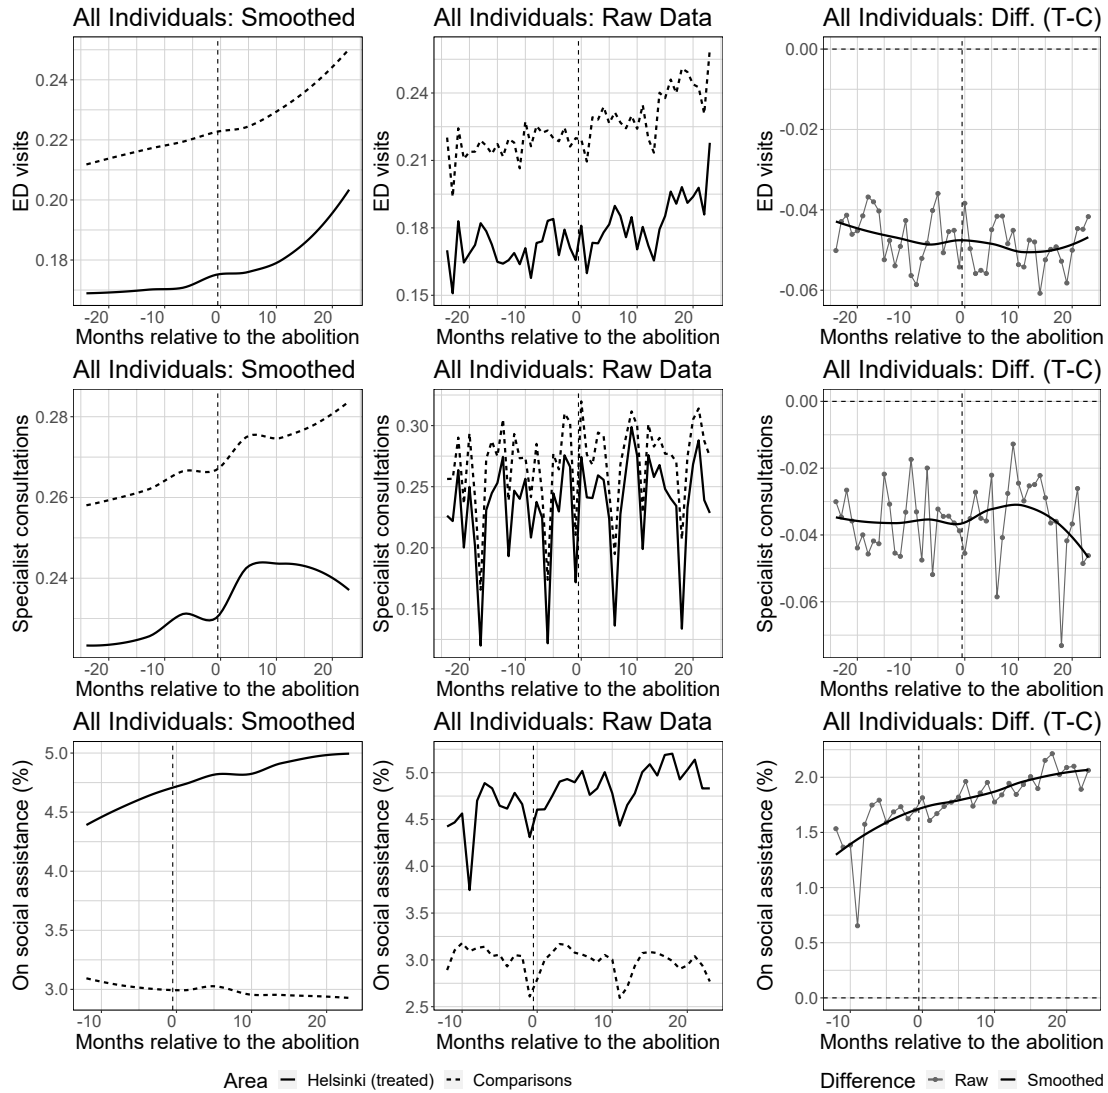 All Individuals: Smoothed
ED visits
0.24
0.22
0.20
0.18
-20 -10 0 10 20
Months relative to the abolition
All Individuals: Raw Data
ED visits
0.24
0.21
0.18
0.15
-20 -10 0 10 20
Months relative to the abolition
All Individuals: Diff. (T-C)
ED visits
0.00
-0.02
-0.04
-0.06
-20 -10 0 10 20
Months relative to the abolition
All Individuals: Smoothed
Specialist consultations
0.28
0.26
0.24
-20 -10 0 10 20
Months relative to the abolition
All Individuals: Raw Data
Specialist consultations
0.30
0.25
0.20
0.15
-20 -10 0 10 20
Months relative to the abolition
All Individuals: Diff. (T-C)
Specialist consultations
0.00
-0.02
-0.04
-0.06
-20 -10 0 10 20
Months relative to the abolition
All Individuals: Smoothed
On social assistance (%)
5.0
4.5
4.0
3.5
3.0
-10 0 10 20
Months relative to the abolition
All Individuals: Raw Data
On social assistance (%)
5.0
4.5
4.0
3.5
3.0
2.5
-10 0 10 20
Months relative to the abolition
All Individuals: Diff. (T-C)
On social assistance (%)
2.0
1.5
1.0
0.5
0.0
-10 0 10 20
Months relative to the abolition
Area Helsinki (treated) Comparisons
Difference Raw Smoothed